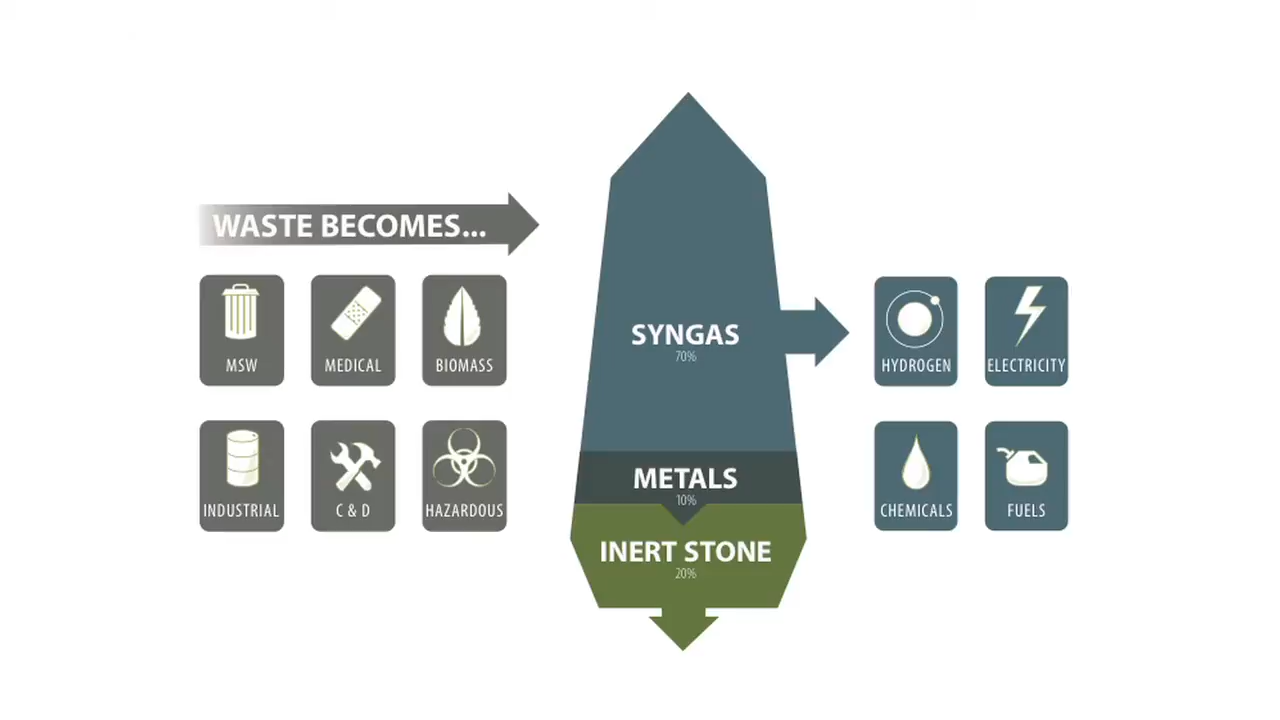 WASTE BECOMES...
MSW
MEDICAL
BIOMASS
INDUSTRIAL
C & D
HAZARDOUS
SYNGAS
70%
METALS
10%
INERT STONE
20%
HYDROGEN
ELECTRICITY
CHEMICALS
FUELS